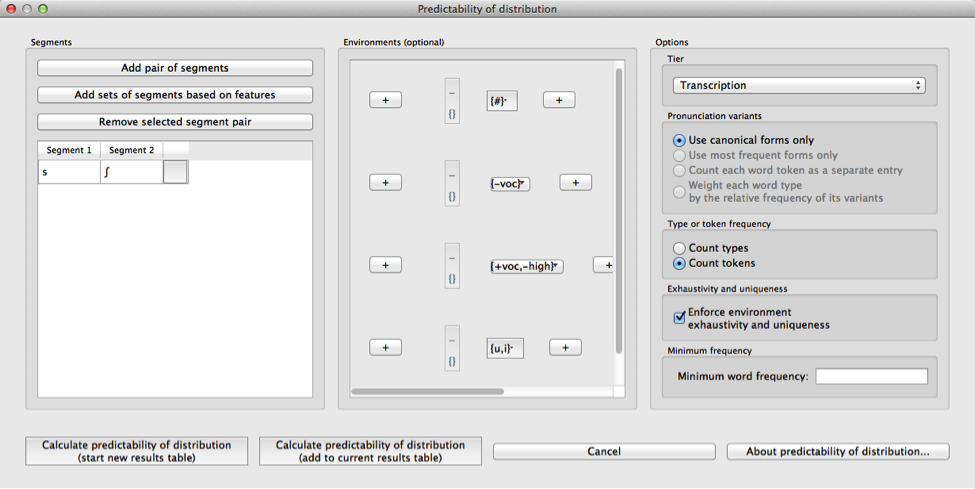 Predictability of distribution
Segments
Add pair of segments
Add sets of segments based on features
Remove selected segment pair
Segment 1 Segment 2
s ʃ
Environments (optional)
+ _ {} {#} +
+ _ {} {-voc} +
+ _ {} {+voc,-high} +
+ _ {} {u,i} +
Options
Tier
Transcription
Pronunciation variants
Use canonical forms only
Use most frequent forms only
Count each word token as a separate entry
Weight each word type
by the relative frequency of its variants
Type or token frequency
Count types
Count tokens
Exhaustivity and uniqueness
Enforce environment
exhaustivity and uniqueness
Minimum frequency
Minimum word frequency:
Calculate predictability of distribution
(start new results table)
Calculate predictability of distribution
(add to current results table)
Cancel
About predictability of distribution...